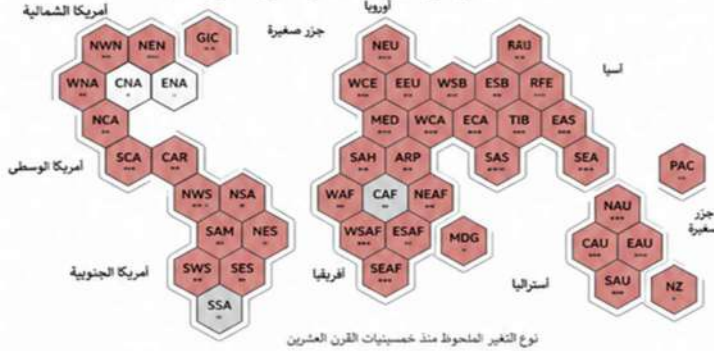 أوروبا
أمريكا الشمالية
جزر صغيرة
آسيا
GIC
NWN NEN NEU RAU
WNA CNA ENA WCE EEU WSB ESB RFE
NCA MED WCA ECA TIB EAS
SCA CAR SAH ARP SAS SEA PAC
أمريكا الوسطى
NWS NSA WAF CAF NEAF NAU
جزر
صغيرة
SAM NES WSAF ESAF MDG CAU EAU
أمريكا الجنوبية
أفريقيا
أستراليا
SWS SES SEAF SAU NZ
SSA
نوع التغير الملحوظ منذ خمسينيات القرن العشرين